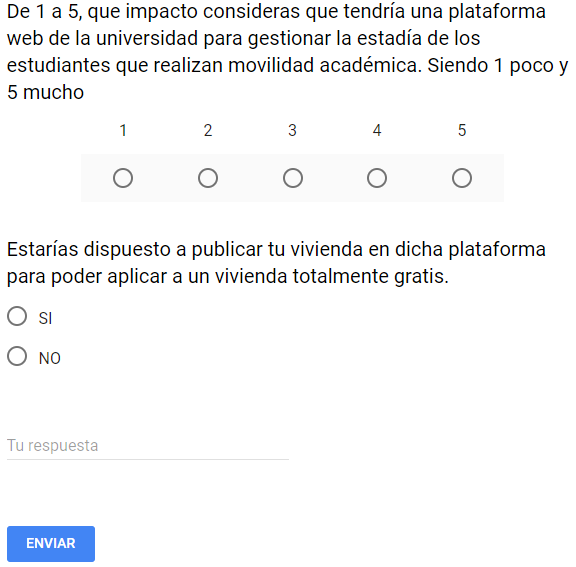 De 1 a 5, que impacto consideras que tendría una plataforma
web de la universidad para gestionar la estadía de los
estudiantes que realizan movilidad académica. Siendo 1 poco y
5 mucho
1 2 3 4 5
Estarías dispuesto a publicar tu vivienda en dicha plataforma
para poder aplicar a un vivienda totalmente gratis.
SI
NO
Tu respuesta
ENVIAR